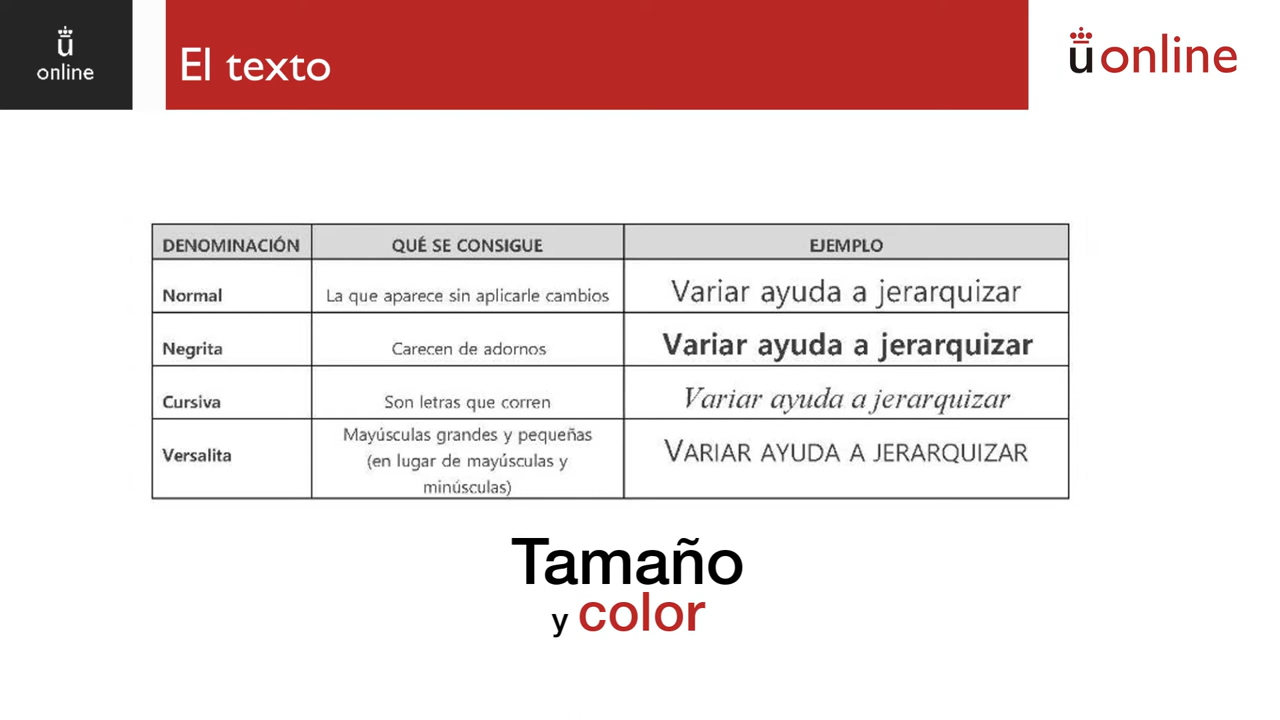 ü
online
El texto
üonline
DENOMINACIÓN QUÉ SE CONSIGUE EJEMPLO
Normal La que aparece sin aplicarle cambios Variar ayuda a jerarquizar
Negrita Carecen de adornos Variar ayuda a jerarquizar
Cursiva Son letras que corren Variar ayuda a jerarquizar
Versalita Mayúsculas grandes y pequeñas VARIAR AYUDA A JERARQUIZAR
(en lugar de mayúsculas y
minúsculas)
Tamaño
y color